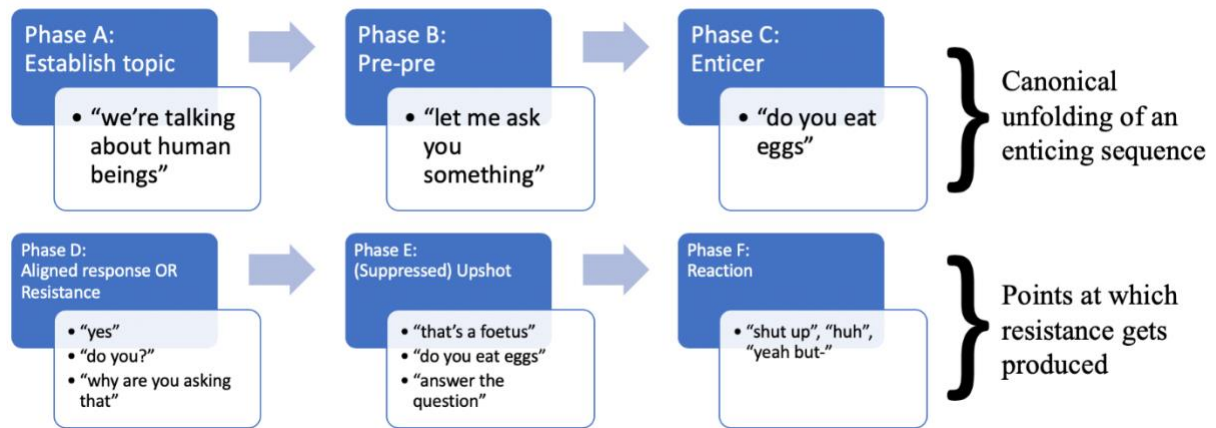 Phase A:
Establish topic
• “we’re talking
about human
beings”
Phase B:
Pre-pre
• “let me ask
you
something”
Phase C:
Enticer
• “do you eat
eggs”
Canonical
unfolding of an
enticing sequence
Phase D:
Aligned response OR
Resistance
• “yes”
• “do you?”
• “why are you asking
that”
Phase E:
(Suppressed) Upshot
• “that’s a foetus”
• “do you eat eggs”
• “answer the
question”
Phase F:
Reaction
• “shut up”, “huh”,
“yeah but-”
Points at which
resistance gets
produced